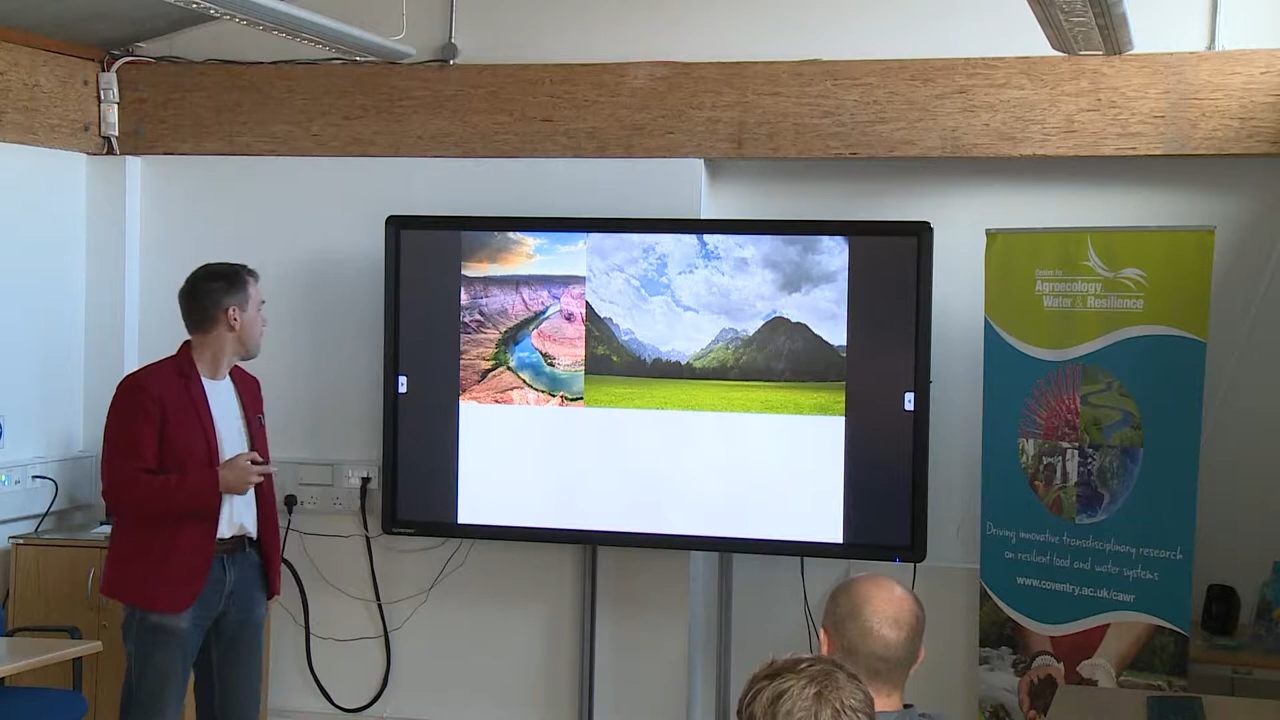 Centre for
Agroecology,
Water & Resilience
Driving innovative transdisciplinary research
on resilient food and water systems
www.coventry.ac.uk/cawr